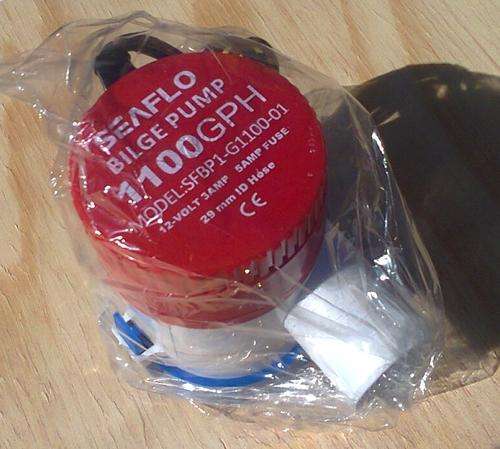 SEAFLO
BILGE PUMP
1100GPH
MODEL:SFBP1-G1100-01
12-VOLT 3AMP 5AMP FUSE
29 mm ID Hose
CE